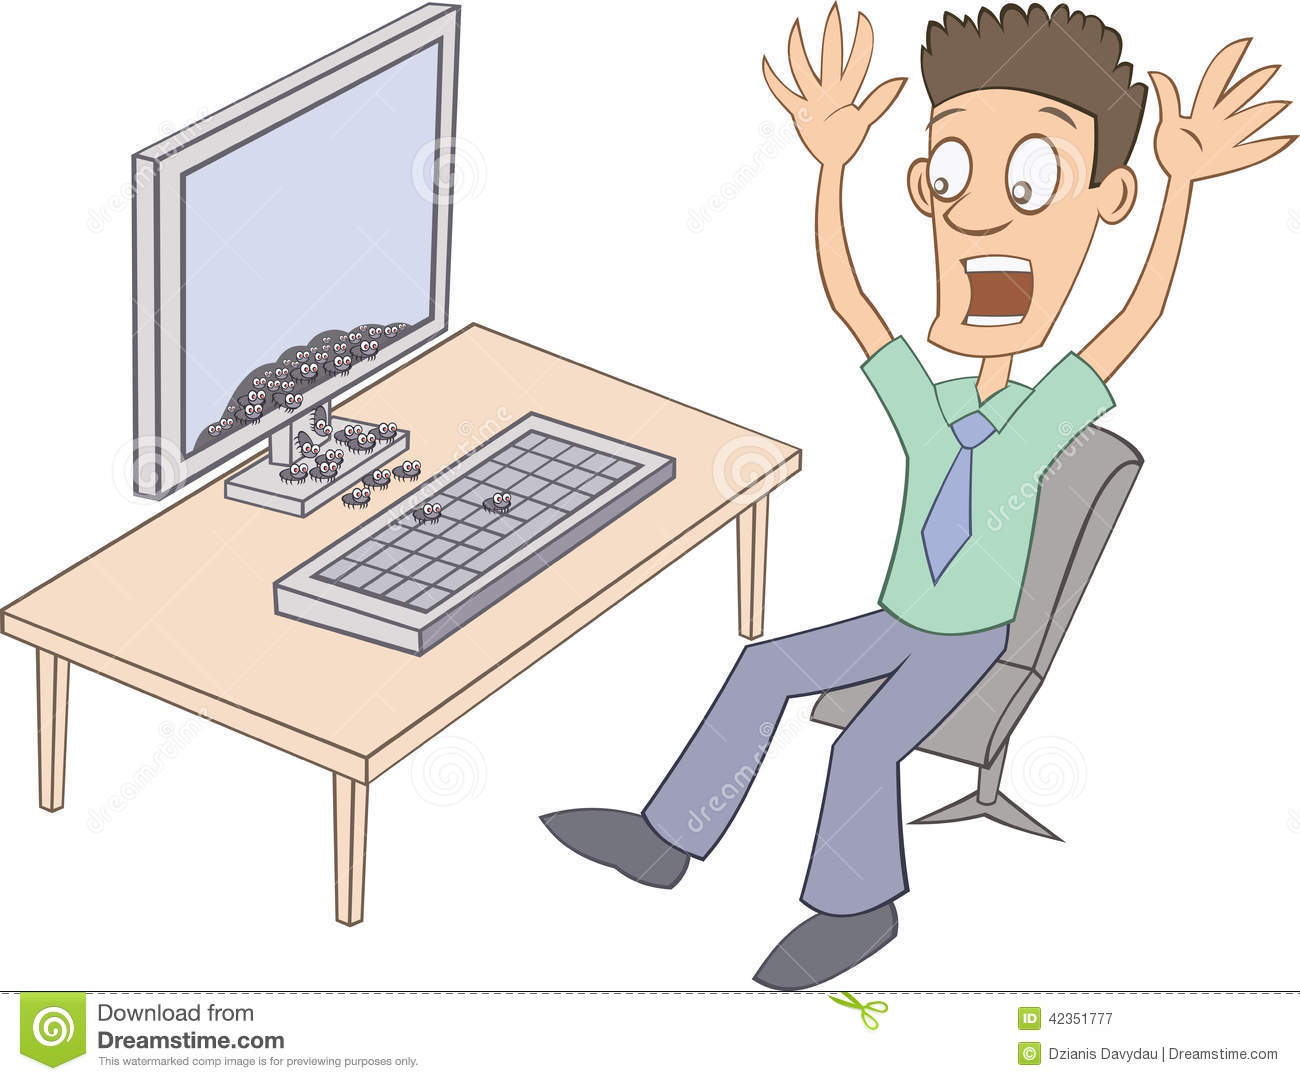 Download from
Dreamstime.com
This watermarked comp image is for previewing purposes only.
ID 42351777
© Dzianis Davydau | Dreamstime.com